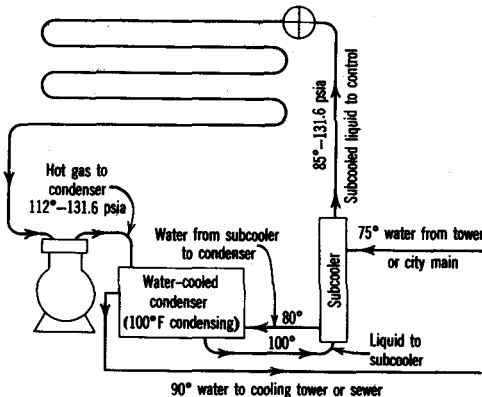 85°–131.6 psia
Subcooled liquid to control
Hot gas to
condenser
112°–131.6 psia
Water from subcooler
to condenser
75° water from tower
or city main
Subcooler
Water-cooled
condenser
(100°F condensing)
80°
100°
Liquid to
subcooler
90° water to cooling tower or sewer